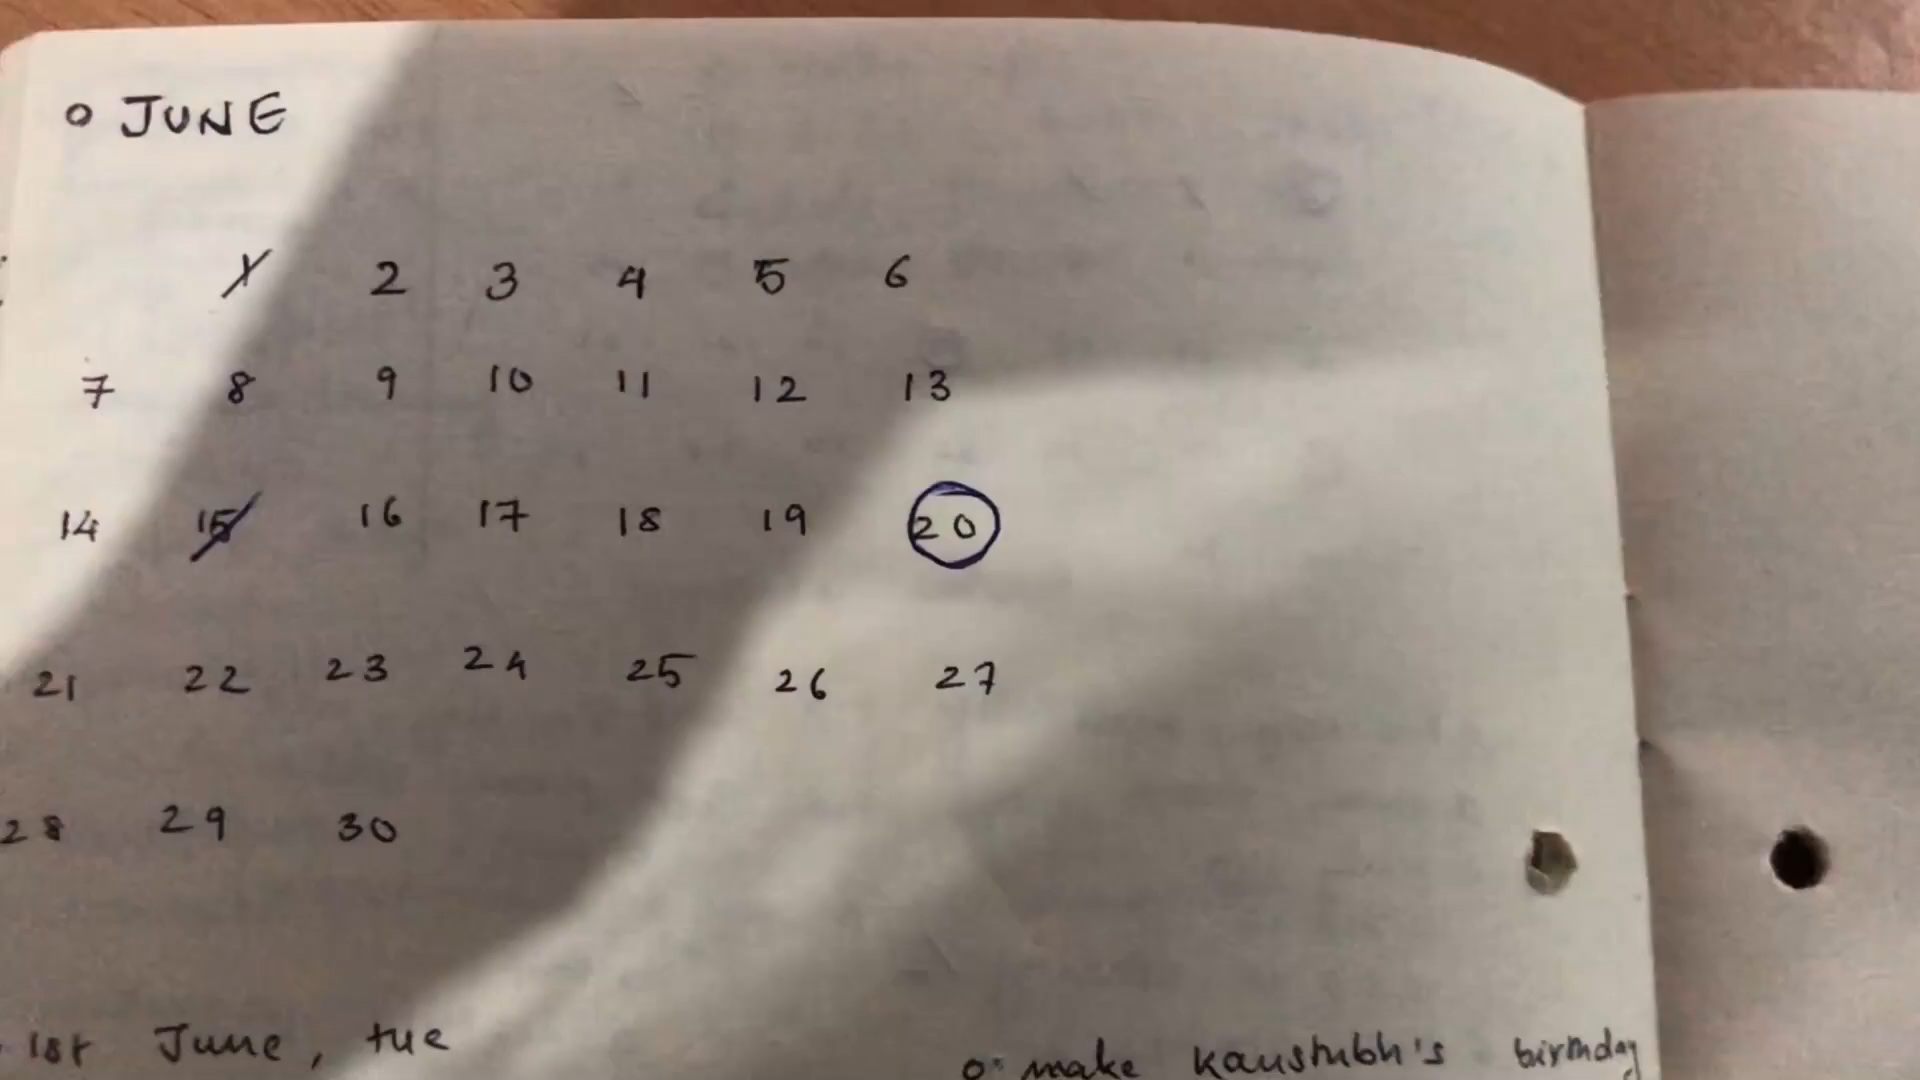 o JUNE
1 2 3 4 5 6
7 8 9 10 11 12 13
14 15 16 17 18 19 20
21 22 23 24 25 26 27
28 29 30
1st June, tue
o make Kaustubh's birthday